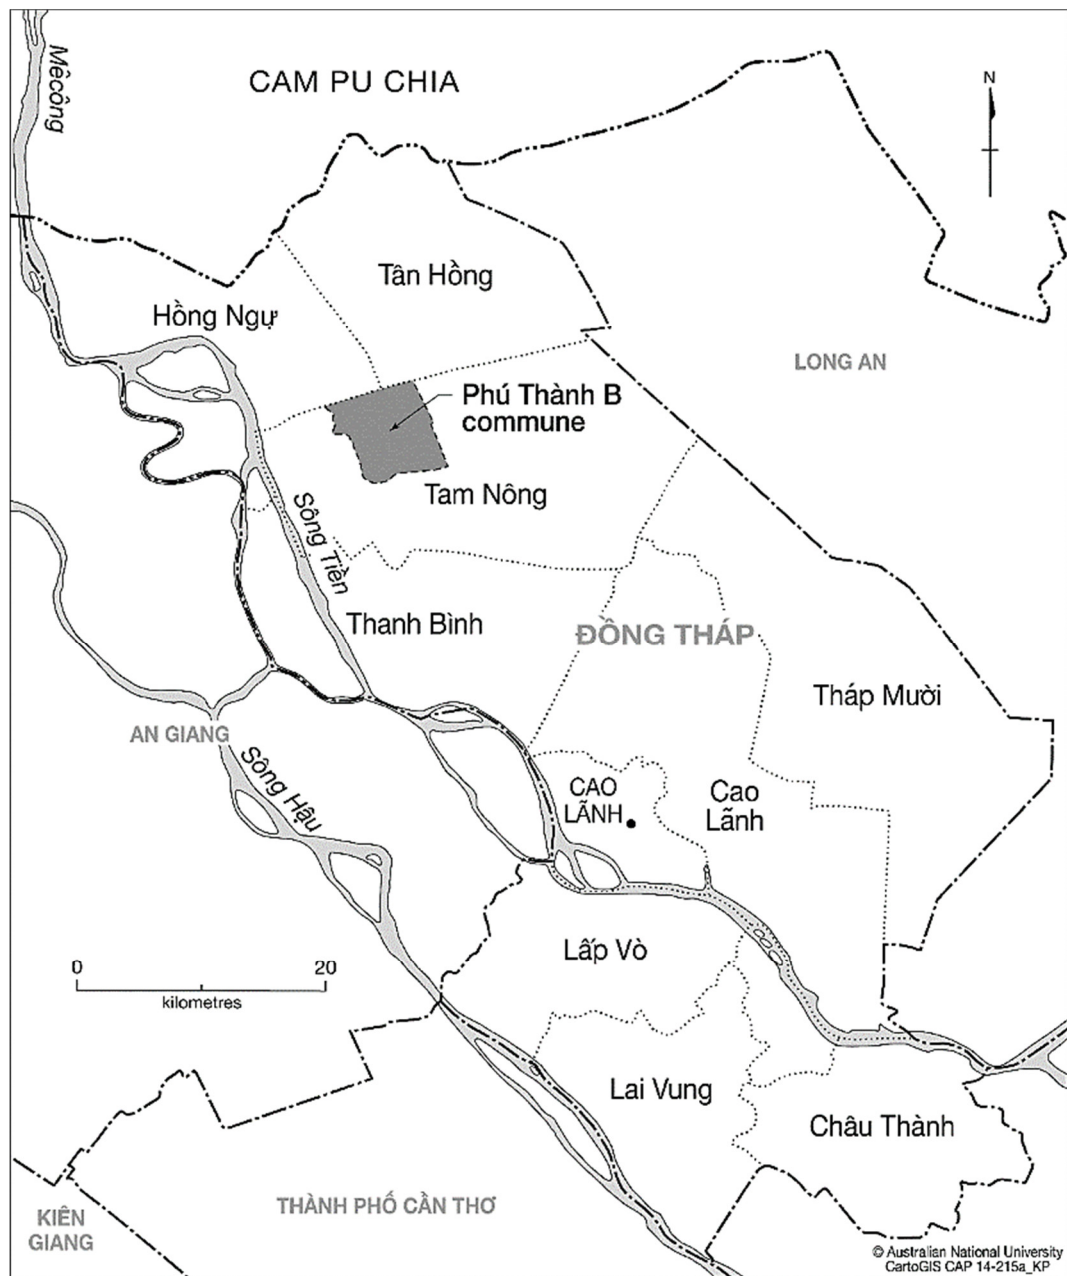 Mêcông
CAM PU CHIA
N
Tân Hồng
Hồng Ngự
LONG AN
Phú Thành B
commune
Tam Nông
Sông Tiền
Thanh Bình
ĐỒNG THÁP
Tháp Mười
AN GIANG
Sông Hậu
CAO
LÃNH
Cao
Lãnh
Lấp Vò
0 20
kilometres
Lai Vung
Châu Thành
THÀNH PHỐ CẦN THƠ
KIÊN
GIANG
© Australian National University
CartoGIS CAP 14-215a_KP